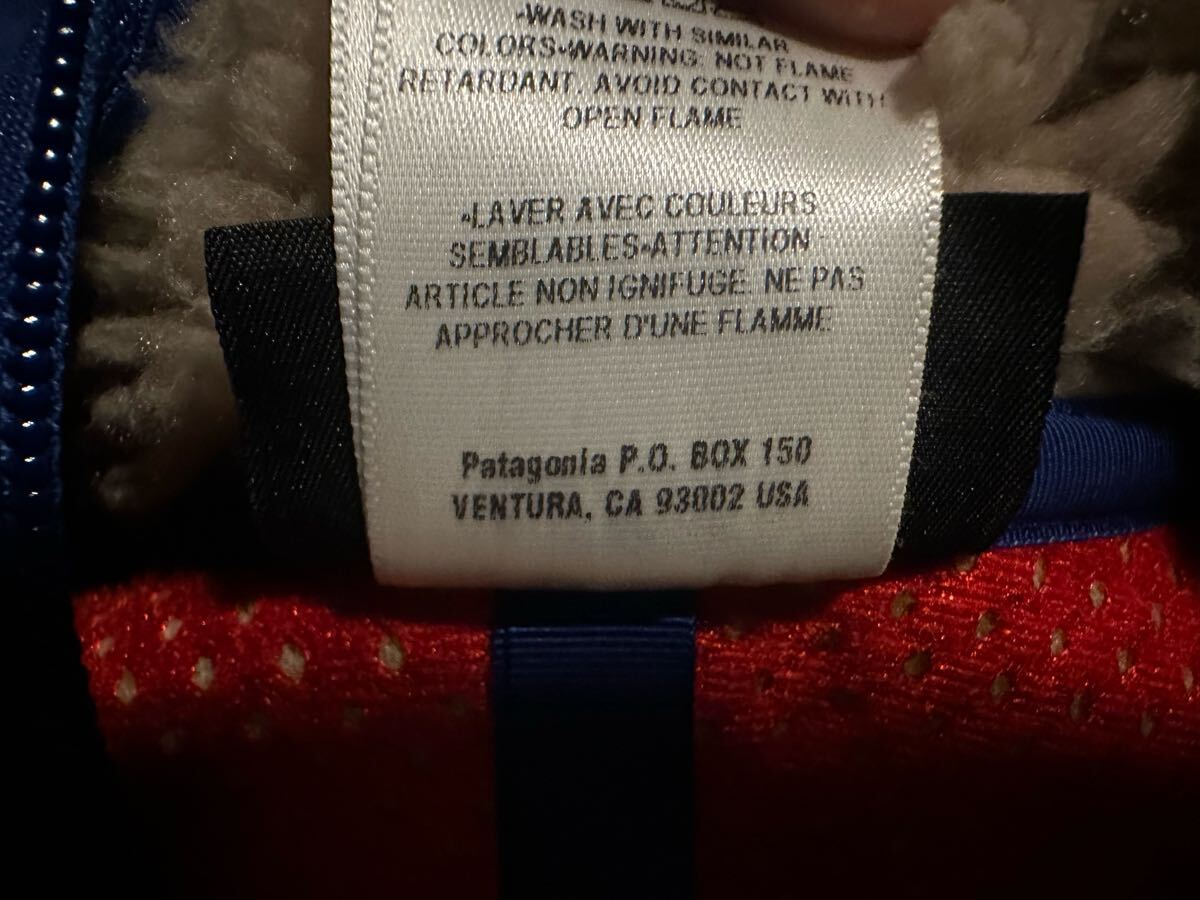 -WASH WITH SIMILAR
COLORS-WARNING: NOT FLAME
RETARDANT. AVOID CONTACT WITH
OPEN FLAME
-LAVER AVEC COULEURS
SEMBLABLES-ATTENTION
ARTICLE NON IGNIFUGE. NE PAS
APPROCHER D'UNE FLAMME
Patagonia P.O. BOX 150
VENTURA, CA 93002 USA